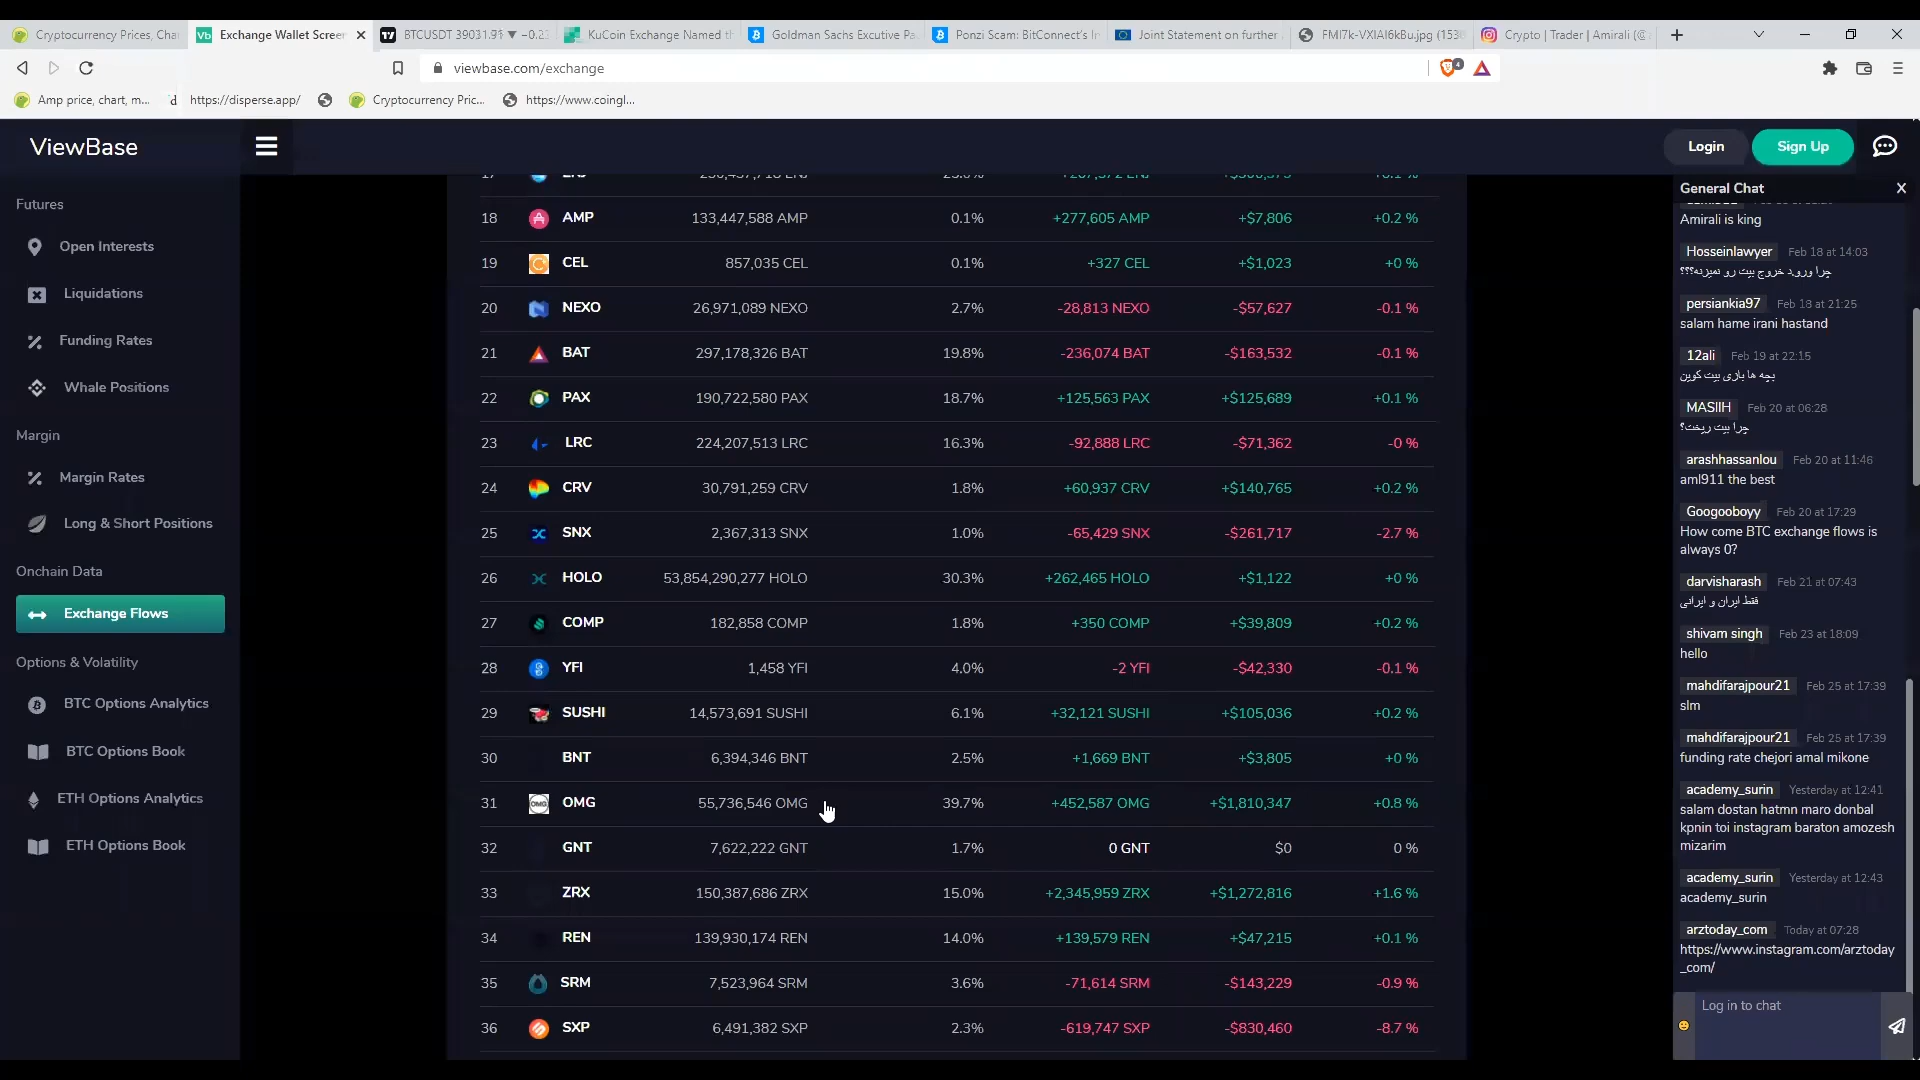 Cryptocurrency Prices, Cha
Exchange Wallet Screer
BTCUSDT 39031.91 ▼ −0.2
KuCoin Exchange Named t
Goldman Sachs Excutive Pa
Ponzi Scam: BitConnect's I
Joint Statement on further
FMI7k-VXIAI6kBu.jpg (153
Crypto | Trader | Amirali (@
viewbase.com/exchange
4
Amp price, chart, m...
d https://disperse.app/
Cryptocurrency Pric...
https://www.coingl...
ViewBase
Login
Sign Up
Futures
Open Interests
Liquidations
Funding Rates
Whale Positions
Margin
Margin Rates
Long & Short Positions
Onchain Data
Exchange Flows
Options & Volatility
BTC Options Analytics
BTC Options Book
ETH Options Analytics
ETH Options Book
18 AMP 133,447,588 AMP 0.1% +277,605 AMP +$7,806 +0.2 %
19 CEL 857,035 CEL 0.1% +327 CEL +$1,023 +0 %
20 NEXO 26,971,089 NEXO 2.7% -28,813 NEXO -$57,627 -0.1 %
21 BAT 297,178,326 BAT 19.8% -236,074 BAT -$163,532 -0.1 %
22 PAX 190,722,580 PAX 18.7% +125,563 PAX +$125,689 +0.1 %
23 LRC 224,207,513 LRC 16.3% -92,888 LRC -$71,362 -0 %
24 CRV 30,791,259 CRV 1.8% +60,937 CRV +$140,765 +0.2 %
25 SNX 2,367,313 SNX 1.0% -65,429 SNX -$261,717 -2.7 %
26 HOLO 53,854,290,277 HOLO 30.3% +262,465 HOLO +$1,122 +0 %
27 COMP 182,858 COMP 1.8% +350 COMP +$39,809 +0.2 %
28 YFI 1,458 YFI 4.0% -2 YFI -$42,330 -0.1 %
29 SUSHI 14,573,691 SUSHI 6.1% +32,121 SUSHI +$105,036 +0.2 %
30 BNT 6,394,346 BNT 2.5% +1,669 BNT +$3,805 +0 %
31 OMG 55,736,546 OMG 39.7% +452,587 OMG +$1,810,347 +0.8 %
32 GNT 7,622,222 GNT 1.7% 0 GNT $0 0 %
33 ZRX 150,387,686 ZRX 15.0% +2,345,959 ZRX +$1,272,816 +1.6 %
34 REN 139,930,174 REN 14.0% +139,579 REN +$47,215 +0.1 %
35 SRM 7,523,964 SRM 3.6% -71,614 SRM -$143,229 -0.9 %
36 SXP 6,491,382 SXP 2.3% -619,747 SXP -$830,460 -8.7 %
General Chat X
Amirali is king
Hosseinlawyer Feb 18 at 14:03
چرا ورود خروج بیت رو نمیزنه؟؟؟
persiankia97 Feb 18 at 21:25
salam hame irani hastand
12ali Feb 19 at 22:15
بچه ها بازی بیت کوین
MASIIH Feb 20 at 06:28
چرا بیت ریخت؟
arashhassanlou Feb 20 at 11:46
aml911 the best
Googooboyy Feb 20 at 17:29
How come BTC exchange flows is
always 0?
darvisharash Feb 21 at 07:43
فقط ایران و ایرانی
shivam singh Feb 23 at 18:09
hello
mahdifarajpour21 Feb 25 at 17:39
slm
mahdifarajpour21 Feb 25 at 17:39
funding rate chejori amal mikone
academy_surin Yesterday at 12:41
salam dostan hatmn maro donbal
kpnin toi instagram baraton amozesh
mizarim
academy_surin Yesterday at 12:43
academy_surin
arztoday_com Today at 07:28
https://www.instagram.com/arztoday
_com/
Log in to chat